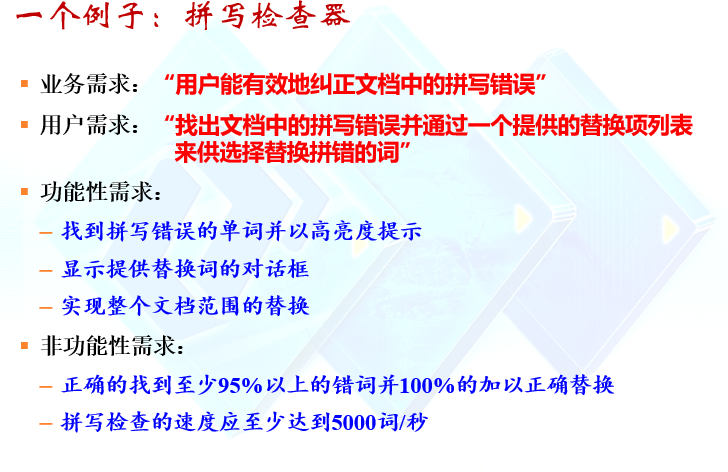 一个例子：拼写检查器
业务需求：“用户能有效地纠正文档中的拼写错误”
用户需求：“找出文档中的拼写错误并通过一个提供的替换项列表
来供选择替换拼错的词”
功能性需求：
– 找到拼写错误的单词并以高亮度提示
– 显示提供替换词的对话框
– 实现整个文档范围的替换
非功能性需求：
– 正确的找到至少95%以上的错词并100%的加以正确替换
– 拼写检查的速度应至少达到5000词/秒